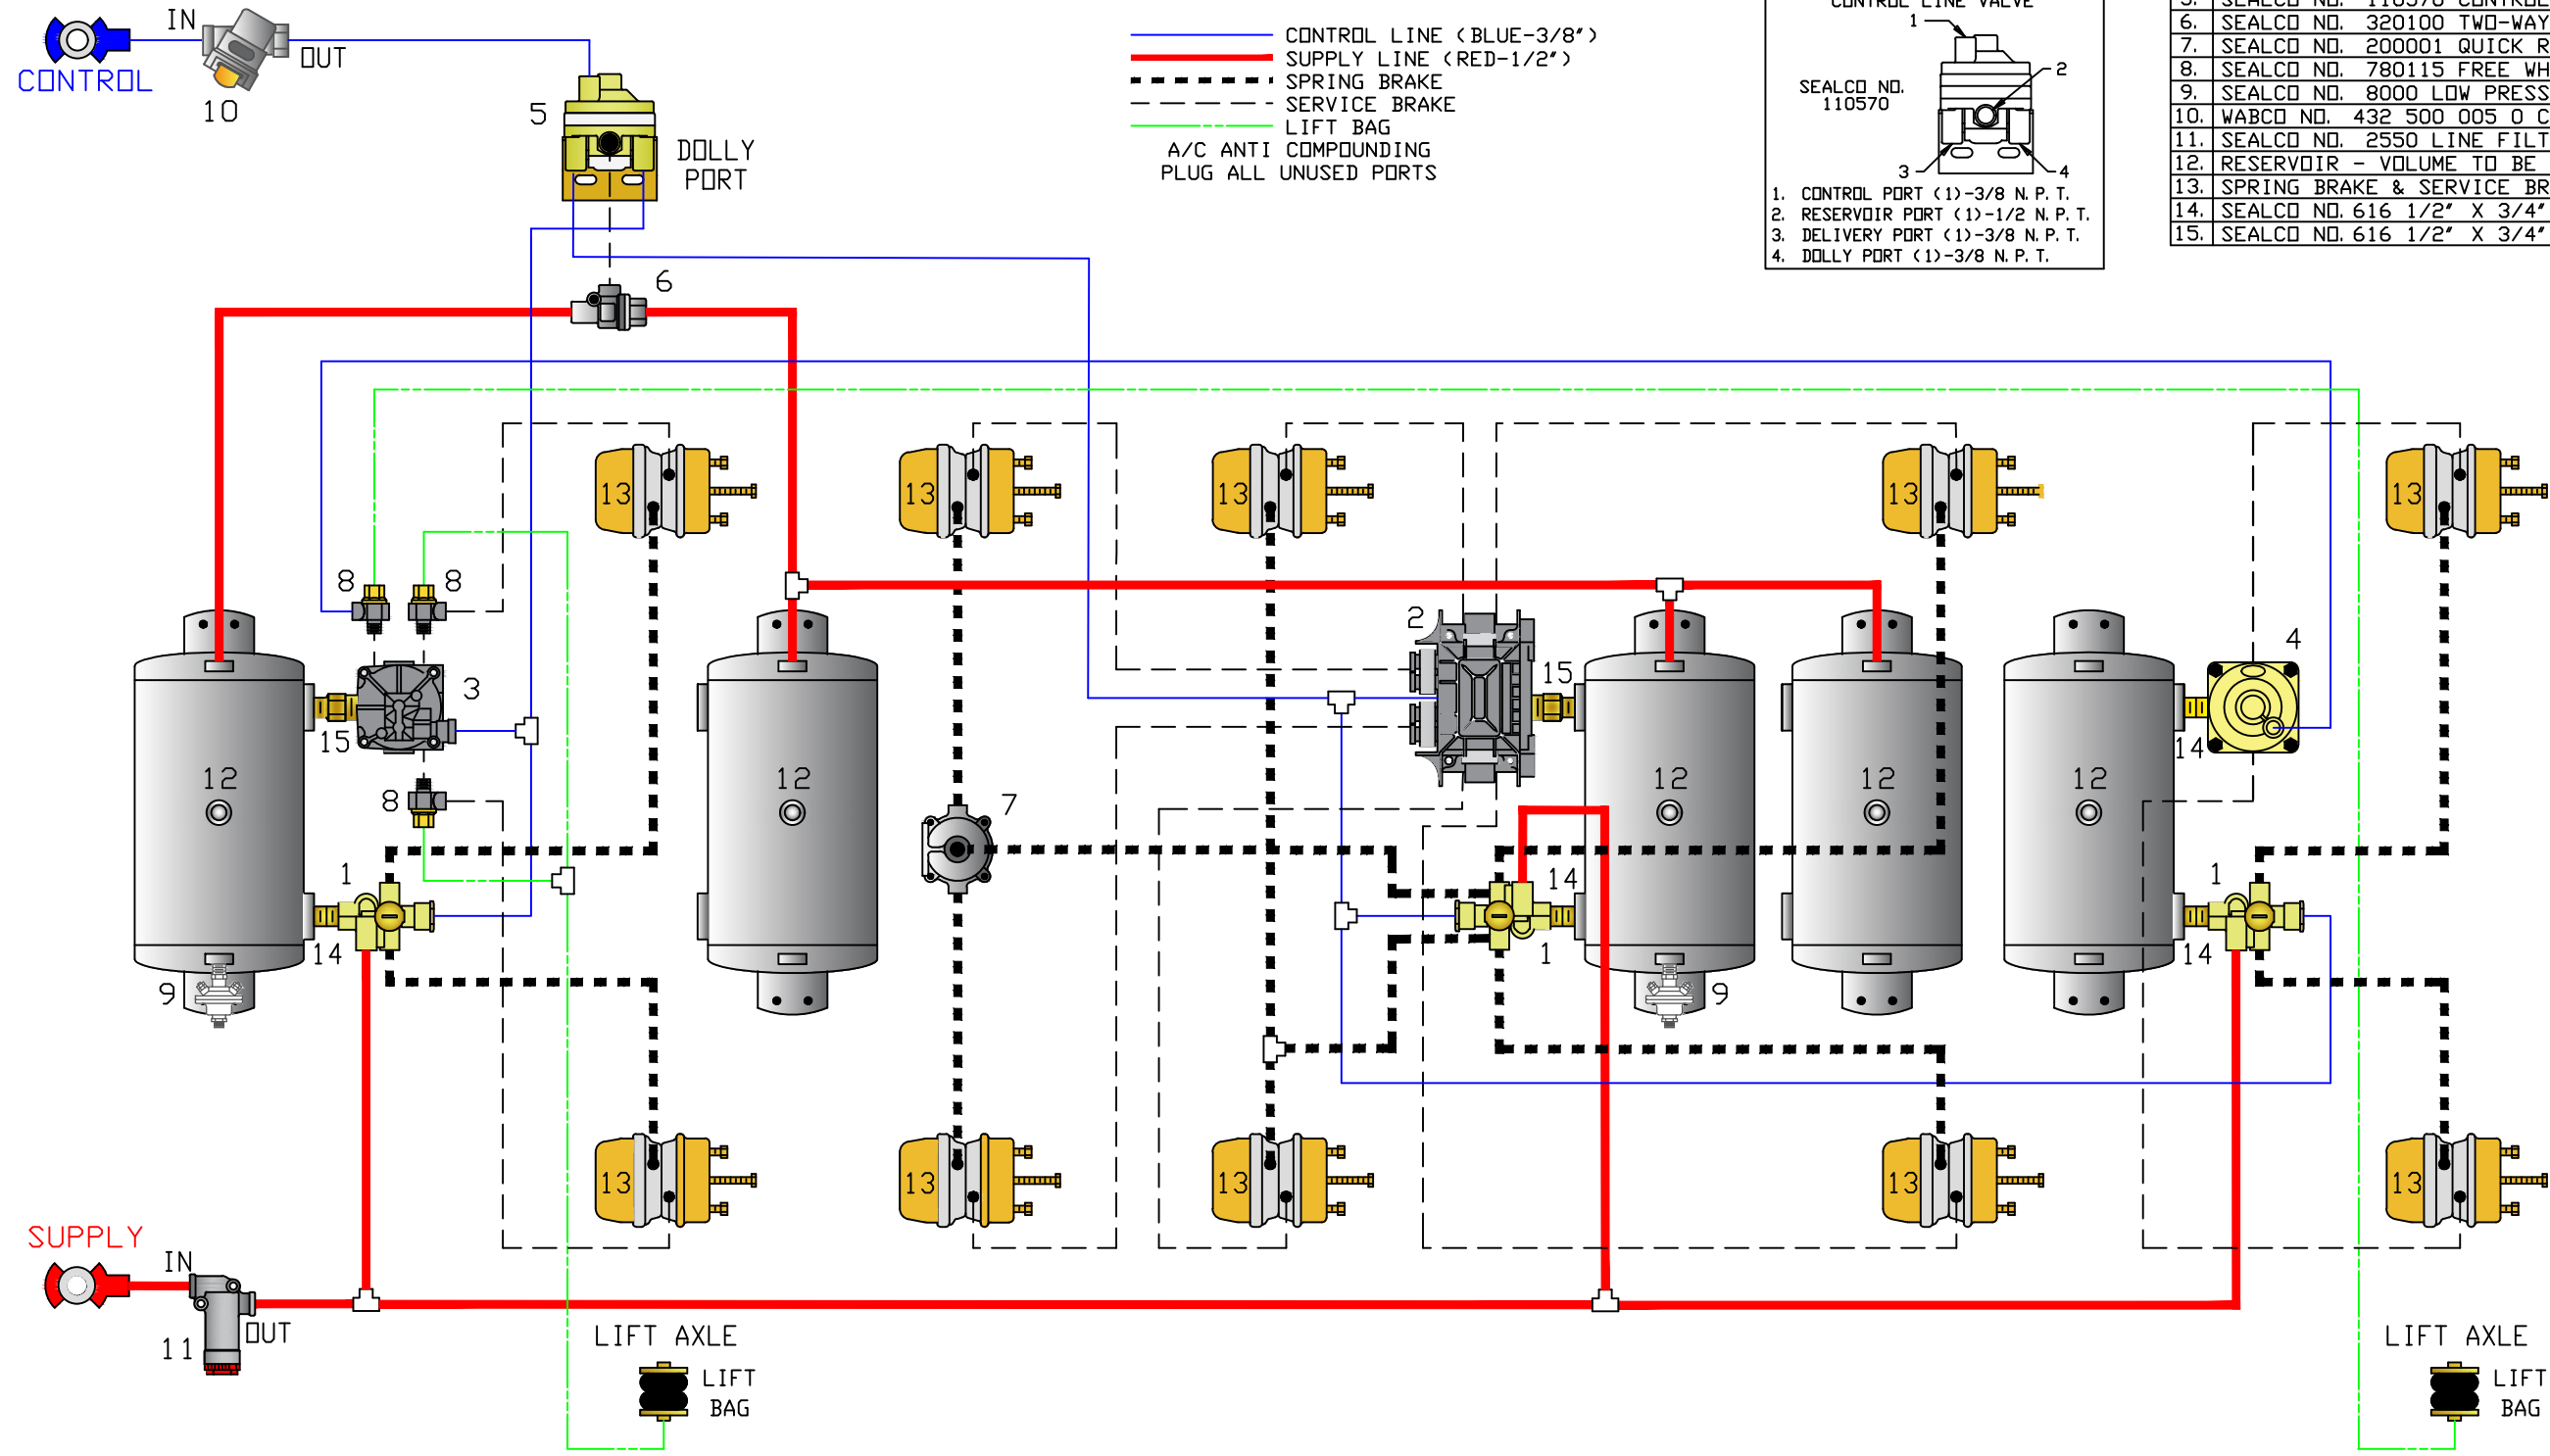 CONTROL
IN
OUT
10
5
DOLLY
PORT
6
CONTROL LINE (BLUE-3/8")
SUPPLY LINE (RED-1/2")
SPRING BRAKE
SERVICE BRAKE
LIFT BAG
A/C ANTI COMPOUNDING
PLUG ALL UNUSED PORTS
CONTROL LINE VALVE
1
2
SEALCO NO.
110570
3
4
1. CONTROL PORT (1)-3/8 N.P.T.
2. RESERVOIR PORT (1)-1/2 N.P.T.
3. DELIVERY PORT (1)-3/8 N.P.T.
4. DOLLY PORT (1)-3/8 N.P.T.
5. SEALCO NO. 110570 CONTROL
6. SEALCO NO. 320100 TWO-WAY
7. SEALCO NO. 200001 QUICK R
8. SEALCO NO. 780115 FREE WH
9. SEALCO NO. 8000 LOW PRESS
10. WABCO NO. 432 500 005 0 C
11. SEALCO NO. 2550 LINE FILT
12. RESERVOIR - VOLUME TO BE
13. SPRING BRAKE & SERVICE BR
14. SEALCO NO. 616 1/2" X 3/4"
15. SEALCO NO. 616 1/2" X 3/4"
13
13
13
13
13
8
8
2
4
3
15
15
14
12
12
12
12
12
8
7
1
14
1
14
1
14
9
9
13
13
13
13
13
SUPPLY
IN
OUT
11
LIFT AXLE
LIFT
BAG
LIFT AXLE
LIFT
BAG